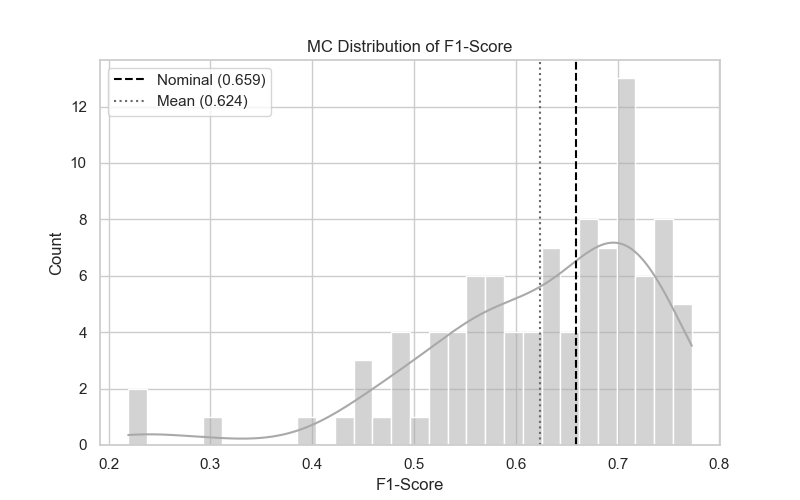 MC Distribution of F1-Score
Nominal (0.659)
Mean (0.624)
Count
12
10
8
6
4
2
0
0.2 0.3 0.4 0.5 0.6 0.7 0.8
F1-Score